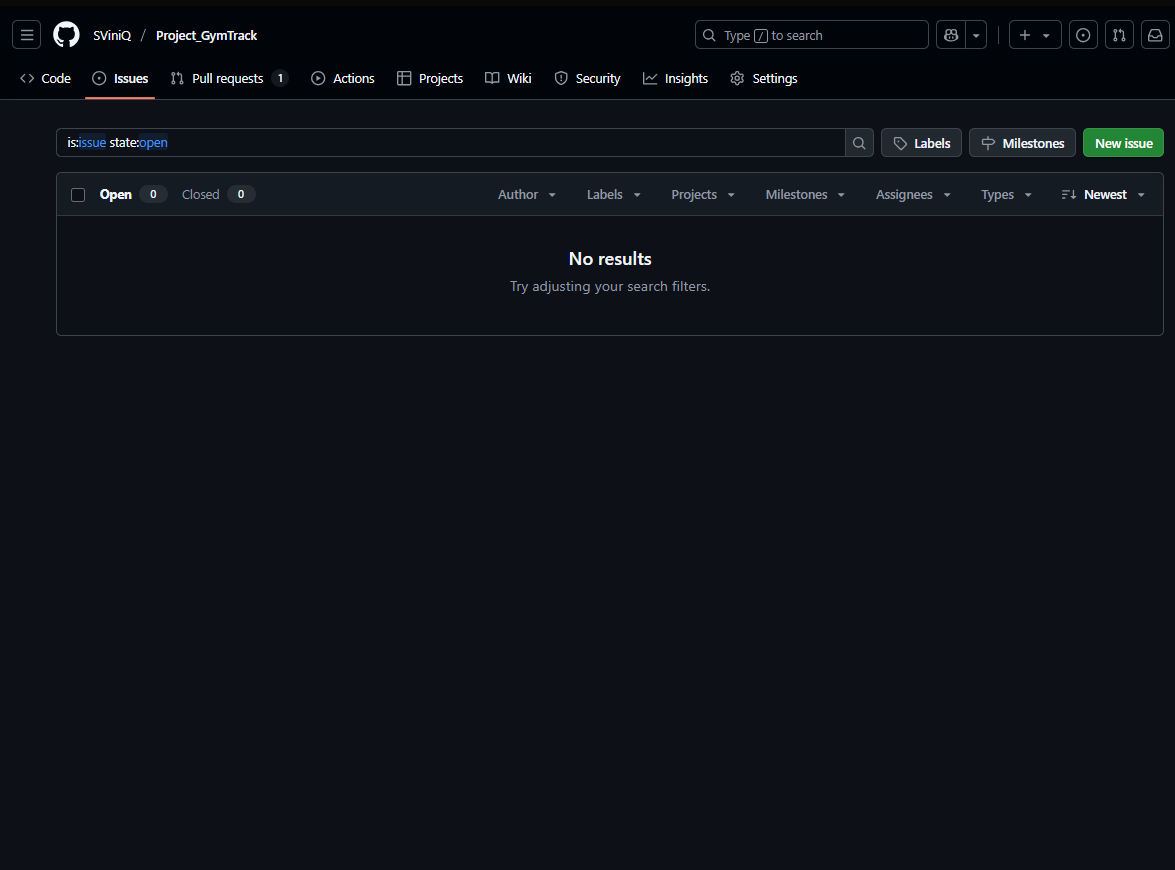 SViniQ / Project_GymTrack Type / to search
Code Issues Pull requests 1 Actions Projects Wiki Security Insights Settings
is:issue state:open Labels Milestones New issue
Open 0 Closed 0 Author Labels Projects Milestones Assignees Types Newest
No results
Try adjusting your search filters.